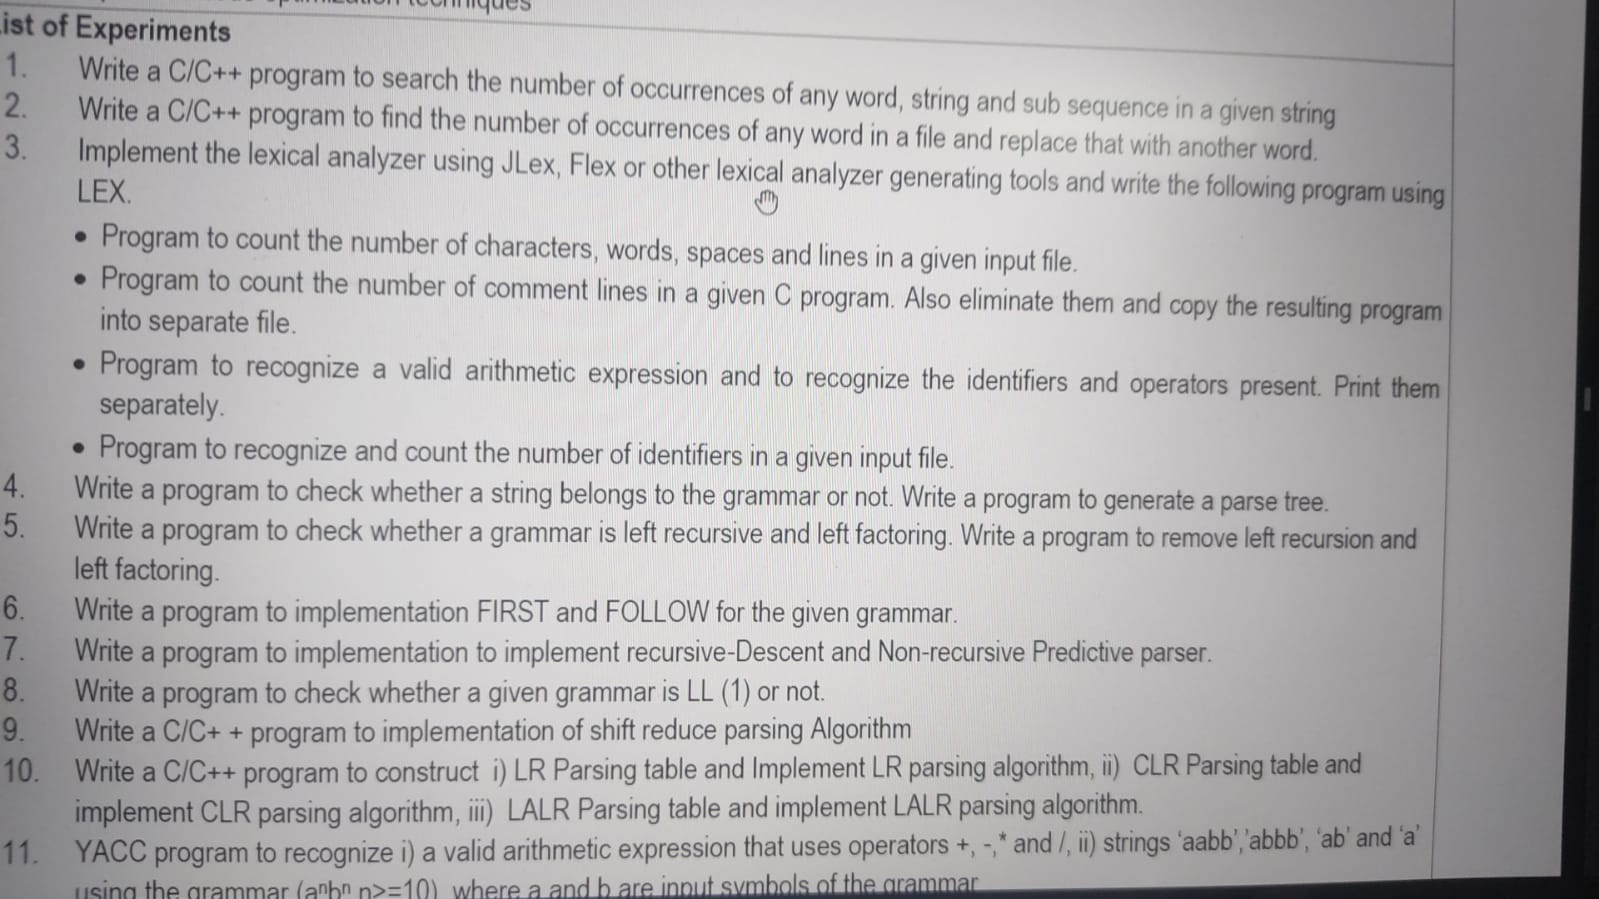 techniques
ist of Experiments
1. Write a C/C++ program to search the number of occurrences of any word, string and sub sequence in a given string
2. Write a C/C++ program to find the number of occurrences of any word in a file and replace that with another word.
3. Implement the lexical analyzer using JLex, Flex or other lexical analyzer generating tools and write the following program using
LEX.
• Program to count the number of characters, words, spaces and lines in a given input file.
• Program to count the number of comment lines in a given C program. Also eliminate them and copy the resulting program
into separate file.
• Program to recognize a valid arithmetic expression and to recognize the identifiers and operators present. Print them
separately.
• Program to recognize and count the number of identifiers in a given input file.
4. Write a program to check whether a string belongs to the grammar or not. Write a program to generate a parse tree.
5. Write a program to check whether a grammar is left recursive and left factoring. Write a program to remove left recursion and
left factoring.
6. Write a program to implementation FIRST and FOLLOW for the given grammar.
7. Write a program to implementation to implement recursive-Descent and Non-recursive Predictive parser.
8. Write a program to check whether a given grammar is LL (1) or not.
9. Write a C/C+ + program to implementation of shift reduce parsing Algorithm
10. Write a C/C++ program to construct i) LR Parsing table and Implement LR parsing algorithm, ii) CLR Parsing table and
implement CLR parsing algorithm, iii) LALR Parsing table and implement LALR parsing algorithm.
11. YACC program to recognize i) a valid arithmetic expression that uses operators +, -,* and /, ii) strings ‘aabb’,’abbb’, ‘ab’ and ‘a’
using the grammar (aⁿbⁿ n>=10) where a and b are input symbols of the grammar